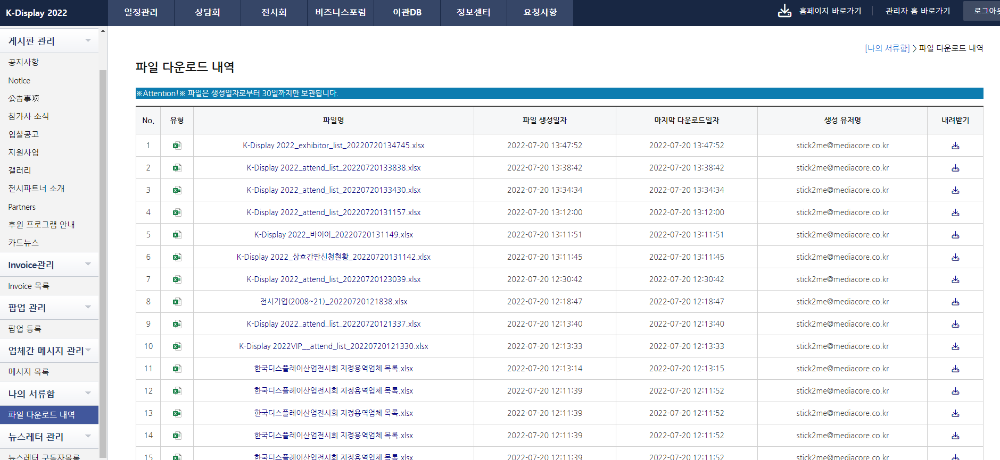 K-Display 2022
일정관리 상담회 전시회 비즈니스포럼 이관DB 정보센터 요청사항
홈페이지 바로가기 관리자 홈 바로가기
게시판 관리
공지사항
Notice
公告事项
참가사 소식
입찰공고
지원사업
갤러리
전시파트너 소개
Partners
후원 프로그램 안내
카드뉴스
Invoice관리
Invoice 목록
팝업 관리
팝업 등록
업체간 메시지 관리
메시지 목록
나의 서류함
파일 다운로드 내역
뉴스레터 관리
뉴스레터 구독자목록
[나의 서류함] > 파일 다운로드 내역
파일 다운로드 내역
※Attention!※ 파일은 생성일자로부터 30일까지만 보관됩니다.
No. 유형 파일명 파일 생성일자 마지막 다운로드일자 생성 유저명 내려받기
1 K-Display 2022_exhibitor_list_20220720134745.xlsx 2022-07-20 13:47:52 2022-07-20 13:47:52 stick2me@mediacore.co.kr
2 K-Display 2022_attend_list_20220720133838.xlsx 2022-07-20 13:38:42 2022-07-20 13:38:42 stick2me@mediacore.co.kr
3 K-Display 2022_attend_list_20220720133430.xlsx 2022-07-20 13:34:34 2022-07-20 13:34:34 stick2me@mediacore.co.kr
4 K-Display 2022_attend_list_20220720131157.xlsx 2022-07-20 13:12:00 2022-07-20 13:12:00 stick2me@mediacore.co.kr
5 K-Display 2022_바이어_20220720131149.xlsx 2022-07-20 13:11:51 2022-07-20 13:11:51 stick2me@mediacore.co.kr
6 K-Display 2022_상호간판신청현황_20220720131142.xlsx 2022-07-20 13:11:45 2022-07-20 13:11:45 stick2me@mediacore.co.kr
7 K-Display 2022_attend_list_20220720123039.xlsx 2022-07-20 12:30:42 2022-07-20 12:30:42 stick2me@mediacore.co.kr
8 전시기업(2008~21)_20220720121838.xlsx 2022-07-20 12:18:47 2022-07-20 12:18:47 stick2me@mediacore.co.kr
9 K-Display 2022_attend_list_20220720121337.xlsx 2022-07-20 12:13:40 2022-07-20 12:13:40 stick2me@mediacore.co.kr
10 K-Display 2022VIP__attend_list_20220720121330.xlsx 2022-07-20 12:13:33 2022-07-20 12:13:33 stick2me@mediacore.co.kr
11 한국디스플레이산업전시회 지정용역업체 목록.xlsx 2022-07-20 12:13:14 2022-07-20 12:13:15 stick2me@mediacore.co.kr
12 한국디스플레이산업전시회 지정용역업체 목록.xlsx 2022-07-20 12:11:39 2022-07-20 12:11:52 stick2me@mediacore.co.kr
13 한국디스플레이산업전시회 지정용역업체 목록.xlsx 2022-07-20 12:11:39 2022-07-20 12:11:52 stick2me@mediacore.co.kr
14 한국디스플레이산업전시회 지정용역업체 목록.xlsx 2022-07-20 12:11:39 2022-07-20 12:11:52 stick2me@mediacore.co.kr
15 한국디스플레이산업전시회 지정용역업체 목록.xlsx 2022-07-20 12:11:39 2022-07-20 12:11:52 stick2me@mediacore.co.kr